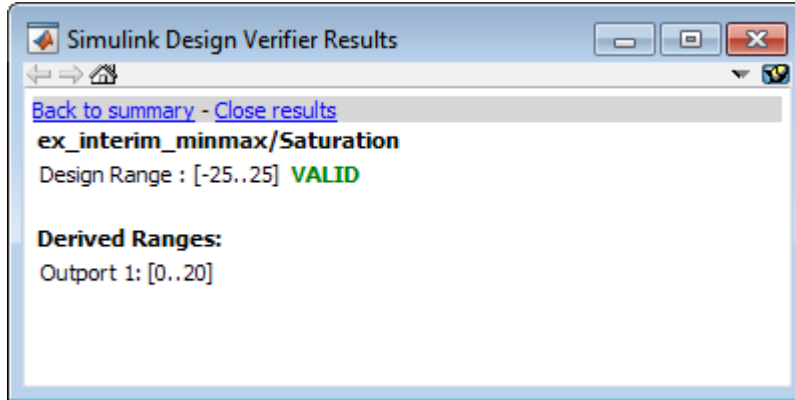 Simulink Design Verifier Results
Back to summary - Close results
ex_interim_minmax/Saturation
Design Range : [-25..25] VALID
Derived Ranges:
Outport 1: [0..20]